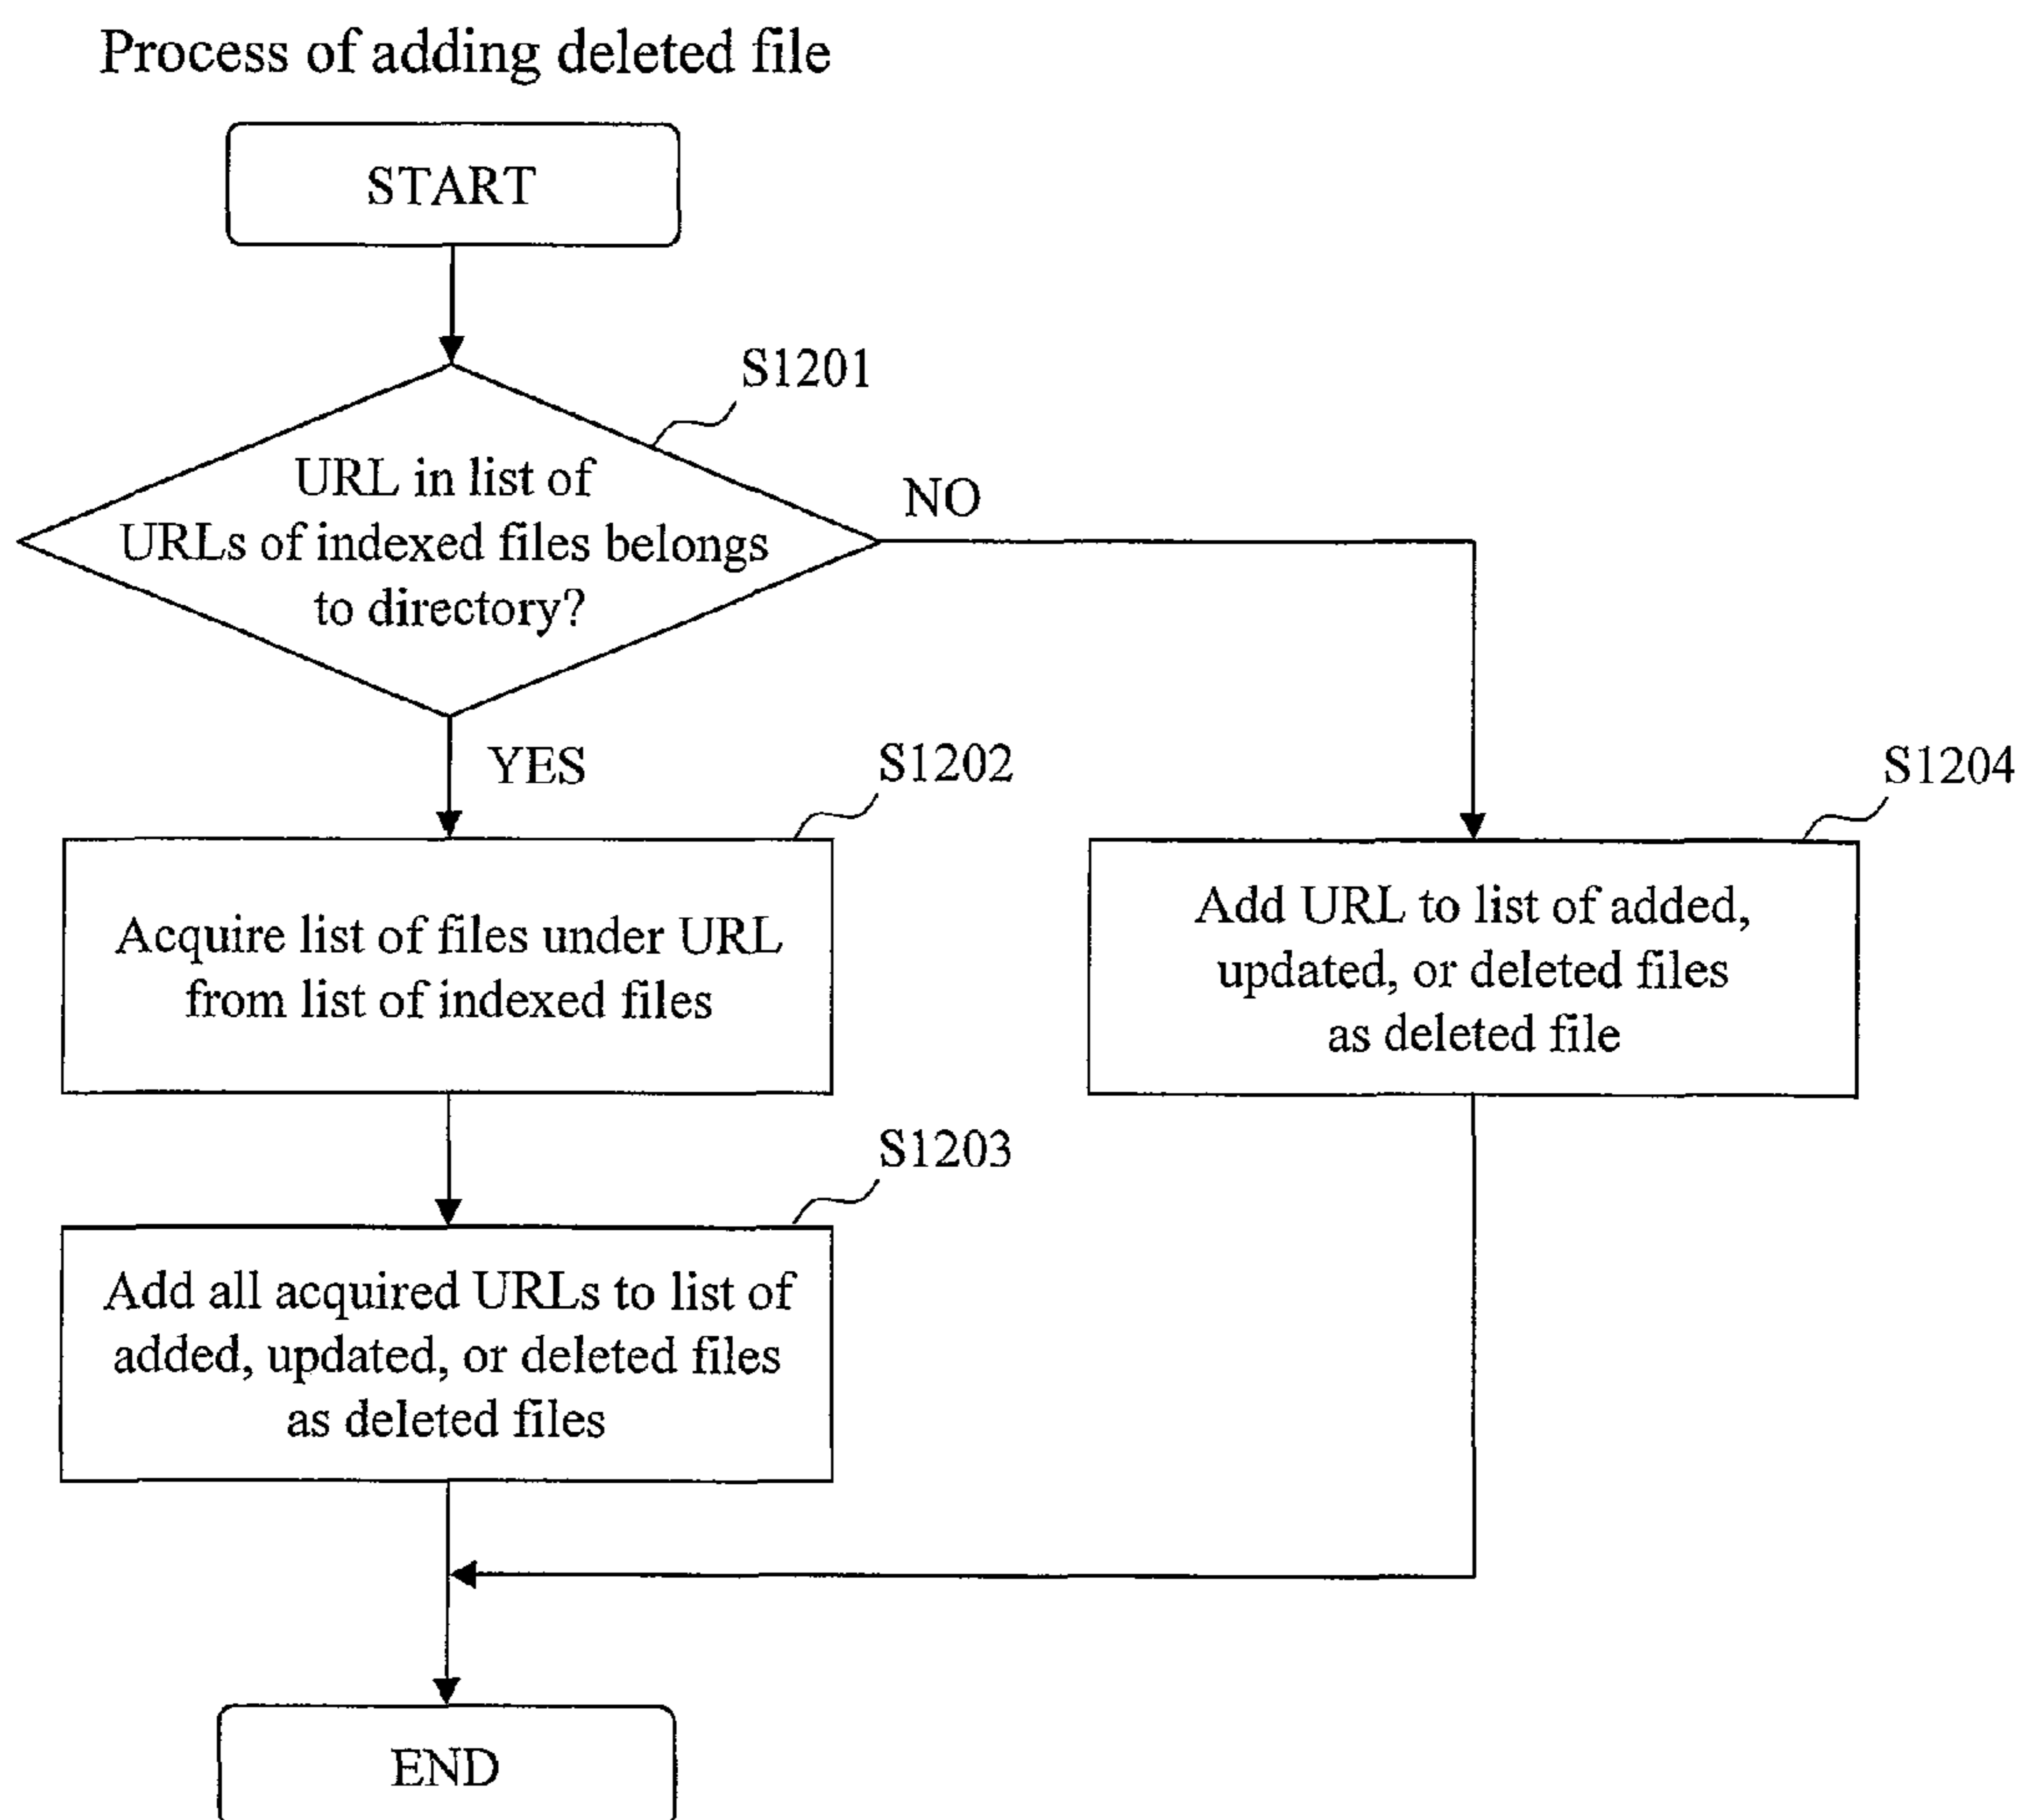 Process of adding deleted file
START
S1201
URL in list of
URLs of indexed files belongs
to directory?
NO
YES
S1202
Acquire list of files under URL
from list of indexed files
S1204
Add URL to list of added,
updated, or deleted files
as deleted file
S1203
Add all acquired URLs to list of
added, updated, or deleted files
as deleted files
END